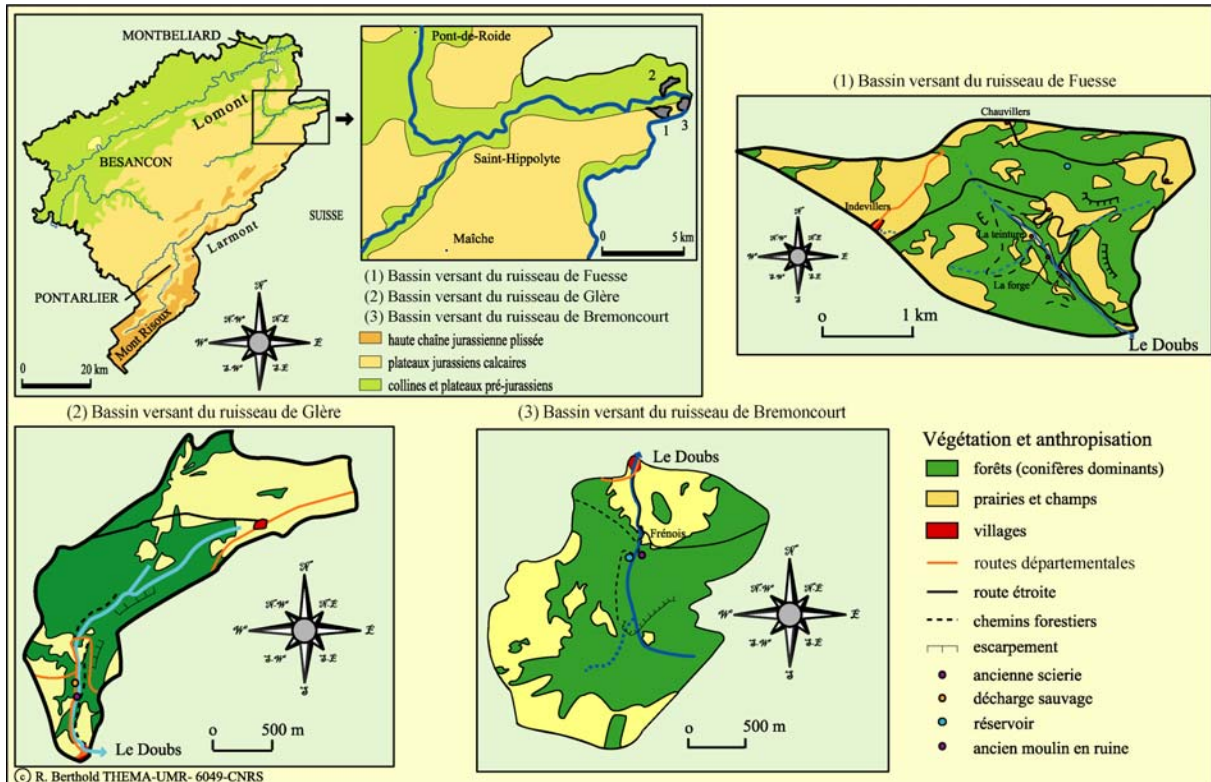 MONTBELIARD
Lomont
BESANCON
Larmont
SUISSE
PONTARLIER
Mont Risoux
0 20 km
N
N-W N-E
W E
S-W S-E
S
Pont-de-Roide
2
1 3
Saint-Hippolyte
Maîche
0 5 km
(1) Bassin versant du ruisseau de Fuesse
(2) Bassin versant du ruisseau de Glère
(3) Bassin versant du ruisseau de Bremoncourt
haute chaîne jurassienne plissée
plateaux jurassiens calcaires
collines et plateaux pré-jurassiens
(1) Bassin versant du ruisseau de Fuesse
Chauvillers
Indevillers
La teinture
1
La forge
N
N-W N-E
W E
S-W S-E
S
o 1 km
Le Doubs
(2) Bassin versant du ruisseau de Glère
N
N-W N-E
W E
S-W S-E
S
o 500 m
Le Doubs
(3) Bassin versant du ruisseau de Bremoncourt
Le Doubs
Frénois
N
N-W N-E
W E
S-W S-E
S
o 500 m
Végétation et anthropisation
forêts (conifères dominants)
prairies et champs
villages
routes départementales
route étroite
chemins forestiers
escarpement
ancienne scierie
décharge sauvage
réservoir
ancien moulin en ruine
© R. Berthold THEMA-UMR- 6049-CNRS